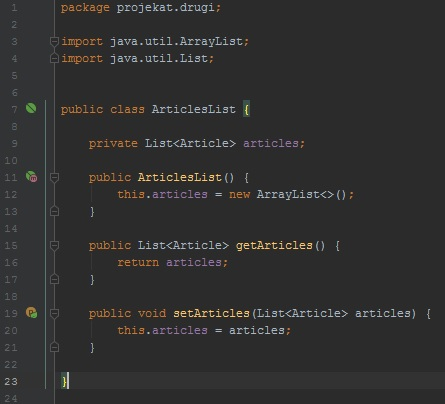 1 package projekat.drugi;
2
3 import java.util.ArrayList;
4 import java.util.List;
5
6
7 public class ArticlesList {
8
9     private List<Article> articles;
10
11     public ArticlesList() {
12         this.articles = new ArrayList<>();
13     }
14
15     public List<Article> getArticles() {
16         return articles;
17     }
18
19     public void setArticles(List<Article> articles) {
20         this.articles = articles;
21     }
22
23 }
24